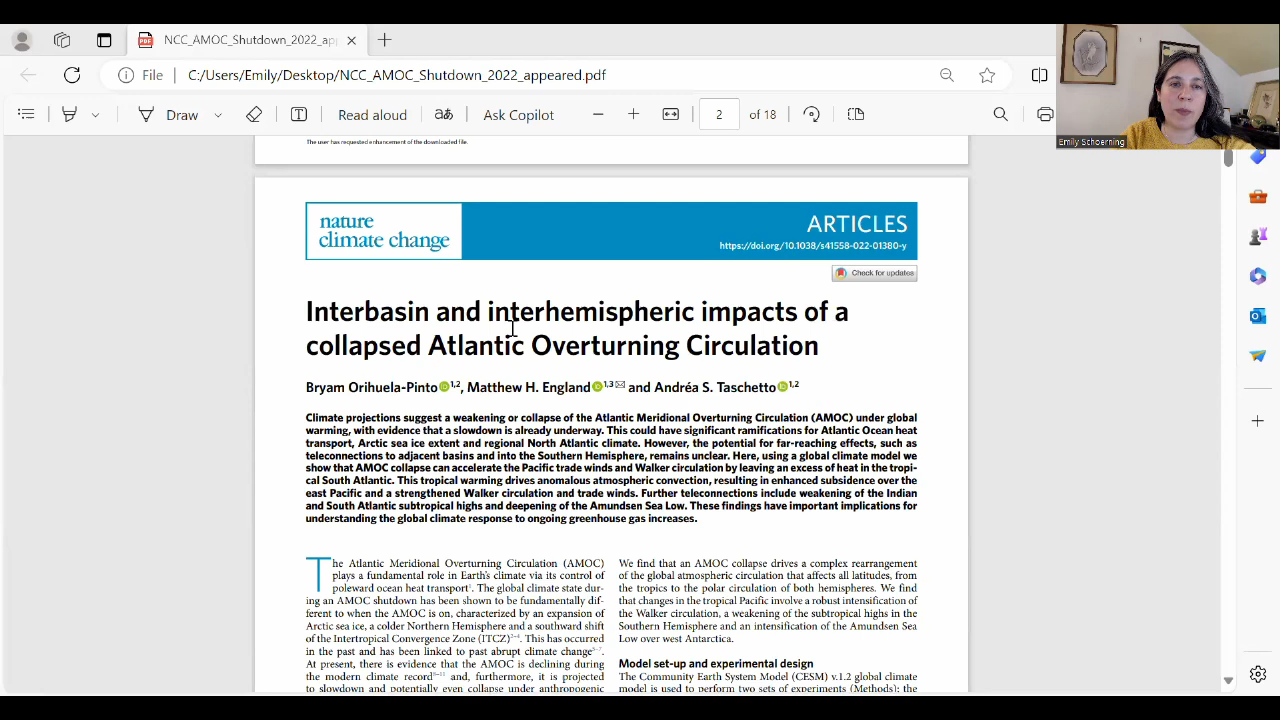 NCC_AMOC_Shutdown_2022_ap
File
C:/Users/Emily/Desktop/NCC_AMOC_Shutdown_2022_appeared.pdf
Draw
Read aloud
aあ
Ask Copilot
2
of 18
Emily Schoerning
The user has requested enhancement of the downloaded file.
nature
climate change
ARTICLES
https://doi.org/10.1038/s41558-022-01380-y
Check for updates
Interbasin and interhemispheric impacts of a
collapsed Atlantic Overturning Circulation
Bryam Orihuela-Pinto 1,2, Matthew H. England 1,3 and Andréa S. Taschetto 1,2
Climate projections suggest a weakening or collapse of the Atlantic Meridional Overturning Circulation (AMOC) under global
warming, with evidence that a slowdown is already underway. This could have significant ramifications for Atlantic Ocean heat
transport, Arctic sea ice extent and regional North Atlantic climate. However, the potential for far-reaching effects, such as
teleconnections to adjacent basins and into the Southern Hemisphere, remains unclear. Here, using a global climate model we
show that AMOC collapse can accelerate the Pacific trade winds and Walker circulation by leaving an excess of heat in the tropi-
cal South Atlantic. This tropical warming drives anomalous atmospheric convection, resulting in enhanced subsidence over the
east Pacific and a strengthened Walker circulation and trade winds. Further teleconnections include weakening of the Indian
and South Atlantic subtropical highs and deepening of the Amundsen Sea Low. These findings have important implications for
understanding the global climate response to ongoing greenhouse gas increases.
The Atlantic Meridional Overturning Circulation (AMOC)
plays a fundamental role in Earth's climate via its control of
poleward ocean heat transport1. The global climate state dur-
ing an AMOC shutdown has been shown to be fundamentally dif-
ferent to when the AMOC is on, characterized by an expansion of
Arctic sea ice, a colder Northern Hemisphere and a southward shift
of the Intertropical Convergence Zone (ITCZ)2–4. This has occurred
in the past and has been linked to past abrupt climate change5–7.
At present, there is evidence that the AMOC is declining during
the modern climate record8–11 and, furthermore, it is projected
to slowdown and potentially even collapse under anthropogenic
We find that an AMOC collapse drives a complex rearrangement
of the global atmospheric circulation that affects all latitudes, from
the tropics to the polar circulation of both hemispheres. We find
that changes in the tropical Pacific involve a robust intensification of
the Walker circulation, a weakening of the subtropical highs in the
Southern Hemisphere and an intensification of the Amundsen Sea
Low over west Antarctica.
Model set-up and experimental design
The Community Earth System Model (CESM) v.1.2 global climate
model is used to perform two sets of experiments (Methods): the